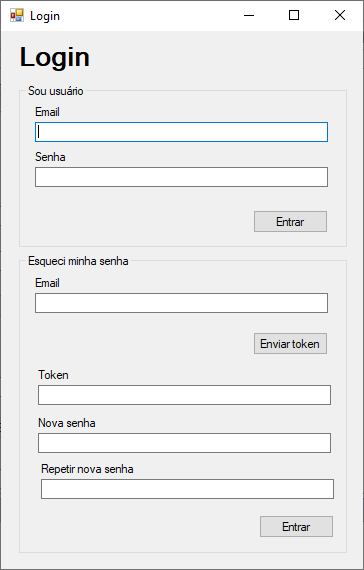 Login
Login
Sou usuário
Email
Senha
Entrar
Esqueci minha senha
Email
Enviar token
Token
Nova senha
Repetir nova senha
Entrar